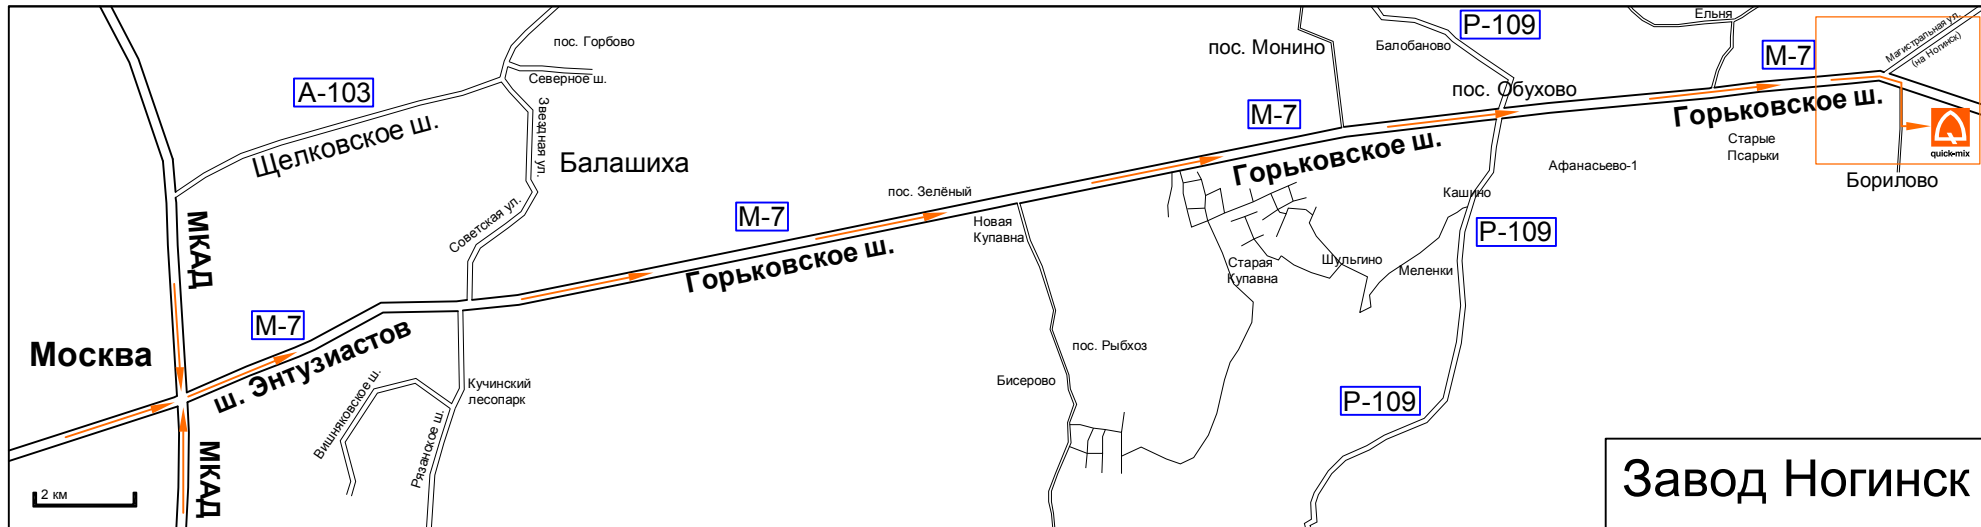 пос. Горбово
Северное ш.
А-103
Щелковское ш.
Звездная ул.
Балашиха
Советская ул.
МКАД
М-7
ш. Энтузиастов
Москва
МКАД
Вишняковское ш.
Рязанское ш.
Кучинский
лесопарк
2 км
М-7
Горьковское ш.
пос. Зелёный
Новая
Купавна
пос. Рыбхоз
Бисерово
пос. Монино
М-7
Горьковское ш.
Старая
Купавна
Шульгино
Меленки
Кашино
Р-109
Балобаново
пос. Обухово
Р-109
Р-109
Афанасьево-1
Ельня
М-7
Горьковское ш.
Старые
Псарьки
Магистральная ул.
(на Ногинск)
quick-mix
Борилово
Завод Ногинск